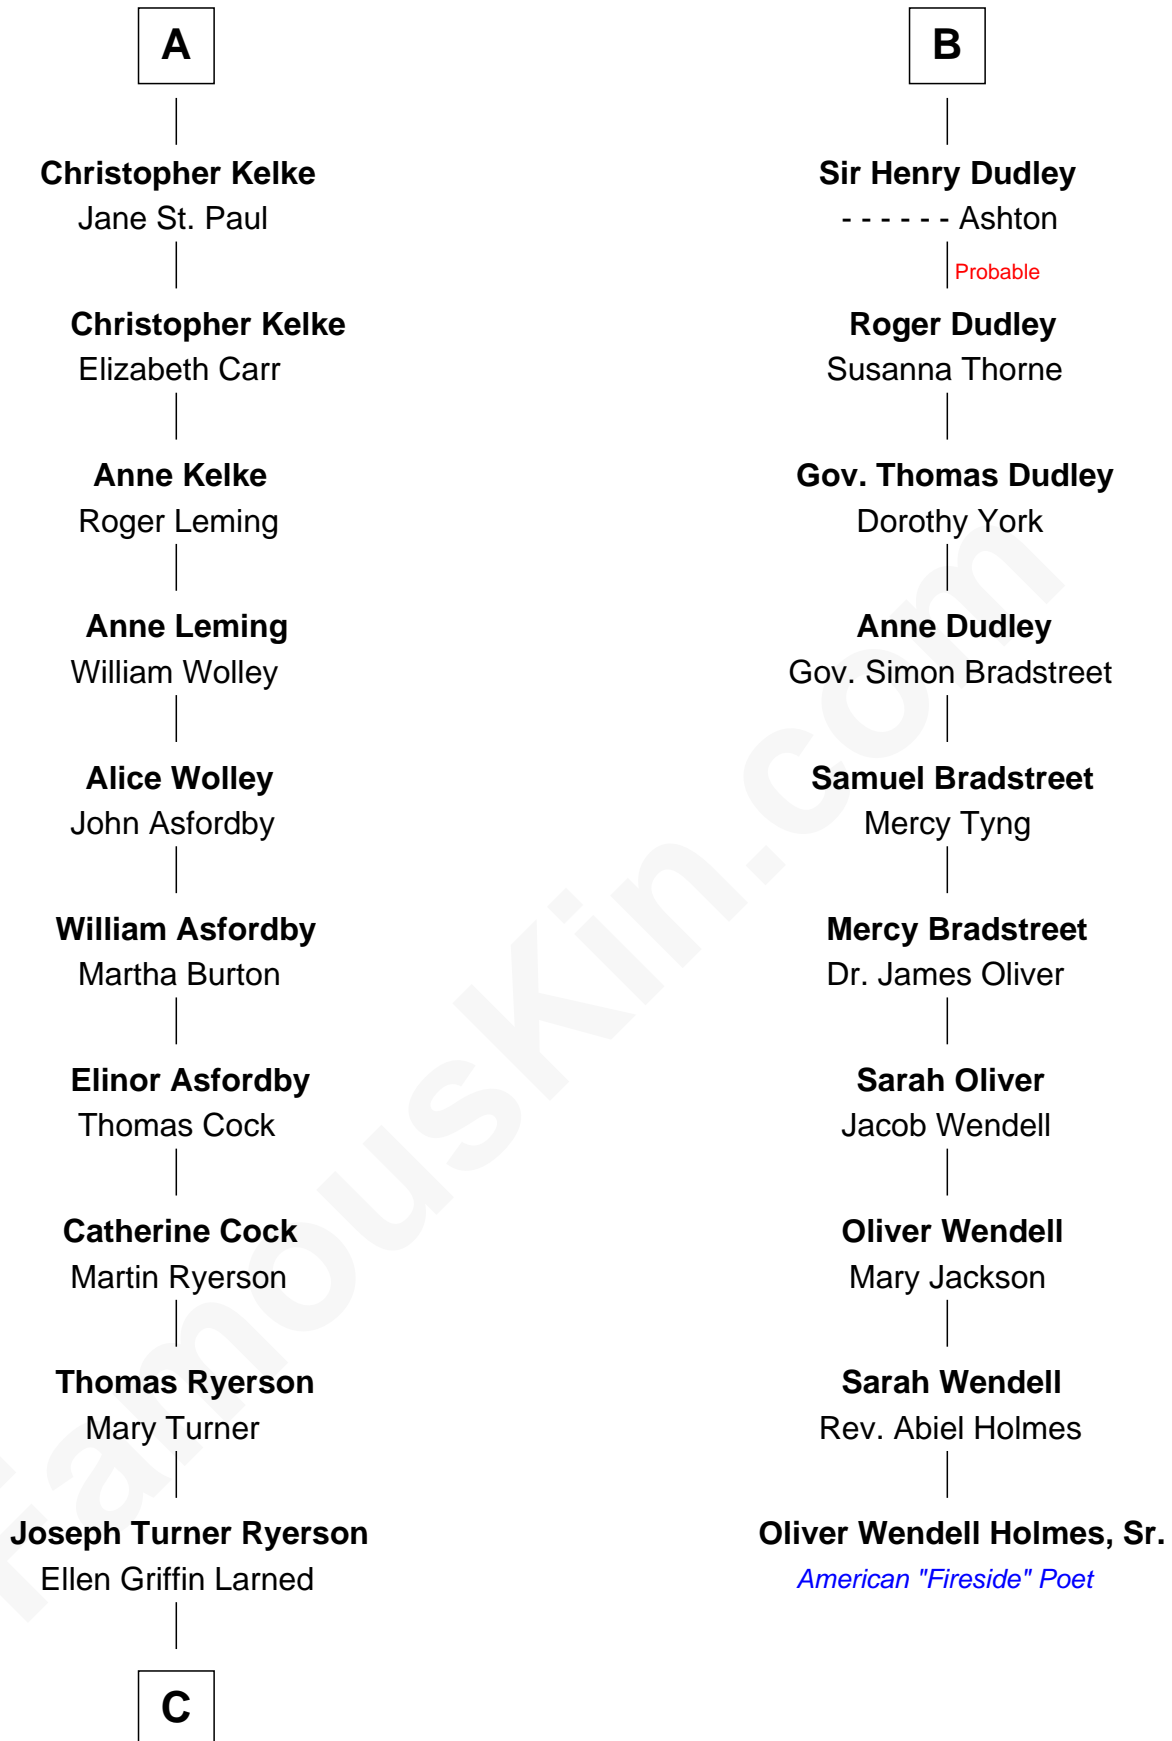 A
Christopher Kelke
Jane St. Paul
Christopher Kelke
Elizabeth Carr
Anne Kelke
Roger Leming
Anne Leming
William Wolley
Alice Wolley
John Asfordby
William Asfordby
Martha Burton
Elinor Asfordby
Thomas Cock
Catherine Cock
Martin Ryerson
Thomas Ryerson
Mary Turner
Joseph Turner Ryerson
Ellen Griffin Larned
C
B
Sir Henry Dudley
- - - - - - Ashton
Probable
Roger Dudley
Susanna Thorne
Gov. Thomas Dudley
Dorothy York
Anne Dudley
Gov. Simon Bradstreet
Samuel Bradstreet
Mercy Tyng
Mercy Bradstreet
Dr. James Oliver
Sarah Oliver
Jacob Wendell
Oliver Wendell
Mary Jackson
Sarah Wendell
Rev. Abiel Holmes
Oliver Wendell Holmes, Sr.
American "Fireside" Poet
FamousKin.com